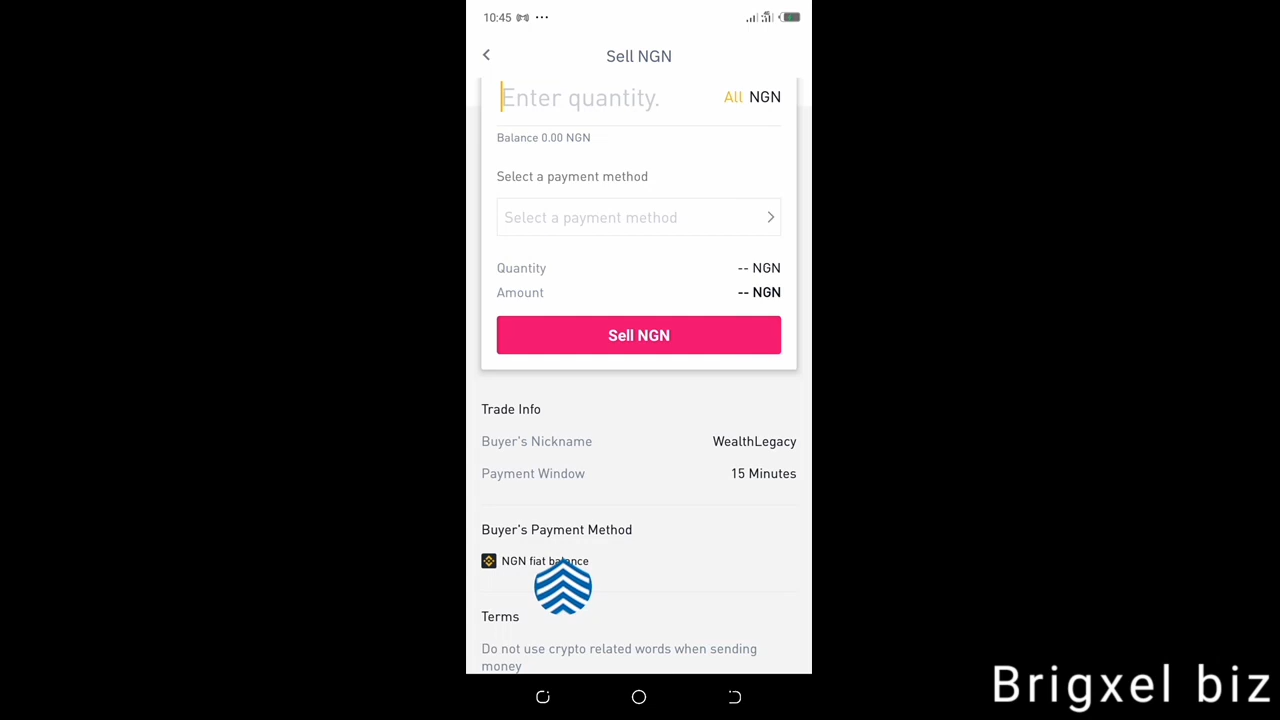 10:45
Sell NGN
Enter quantity. All NGN
Balance 0.00 NGN
Select a payment method
Select a payment method
Quantity -- NGN
Amount -- NGN
Sell NGN
Trade Info
Buyer's Nickname WealthLegacy
Payment Window 15 Minutes
Buyer's Payment Method
NGN fiat balance
Terms
Do not use crypto related words when sending
money
Brigxel biz